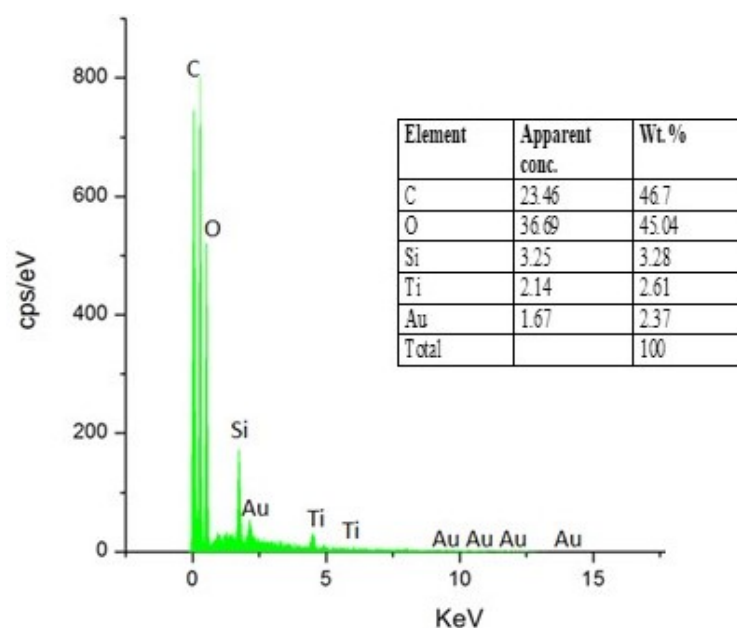 800
600
400
200
0
cps/eV
C
O
Si
Au
Ti
Ti
Au Au Au Au
0 5 10 15
KeV
Element Apparent conc. Wt.%
C 23.46 46.7
O 36.69 45.04
Si 3.25 3.28
Ti 2.14 2.61
Au 1.67 2.37
Total 100